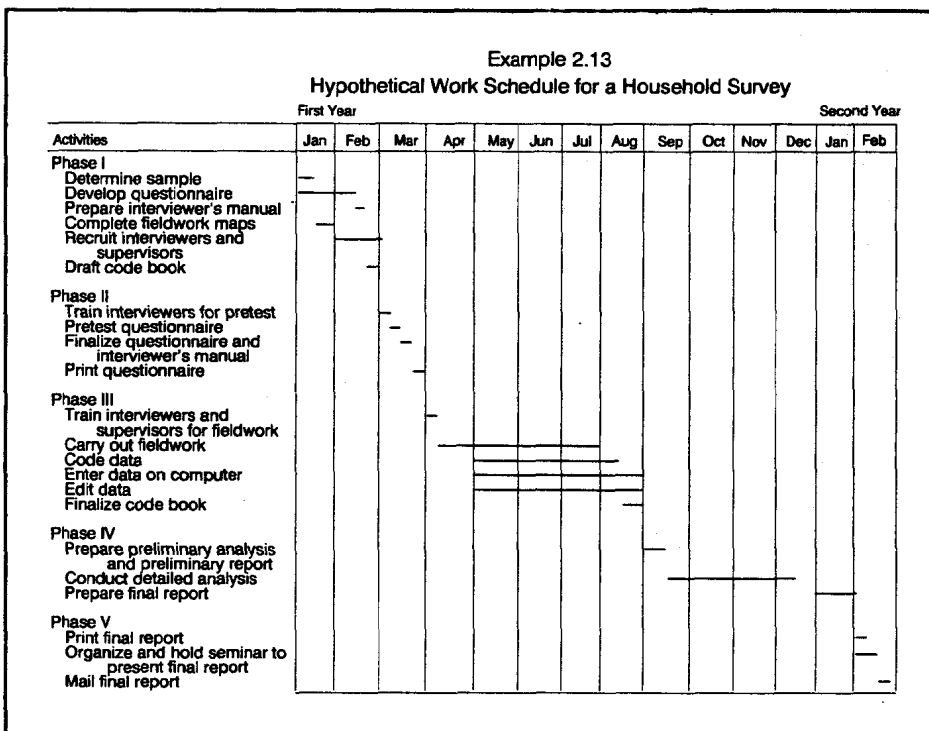 Example 2.13
Hypothetical Work Schedule for a Household Survey
First Year Second Year
Activities Jan Feb Mar Apr May Jun Jul Aug Sep Oct Nov Dec Jan Feb
Phase I
Determine sample
Develop questionnaire
Prepare interviewer's manual
Complete fieldwork maps
Recruit interviewers and
supervisors
Draft code book
Phase II
Train interviewers for pretest
Pretest questionnaire
Finalize questionnaire and
interviewer's manual
Print questionnaire
Phase III
Train interviewers and
supervisors for fieldwork
Carry out fieldwork
Code data
Enter data on computer
Edit data
Finalize code book
Phase IV
Prepare preliminary analysis
and preliminary report
Conduct detailed analysis
Prepare final report
Phase V
Print final report
Organize and hold seminar to
present final report
Mail final report